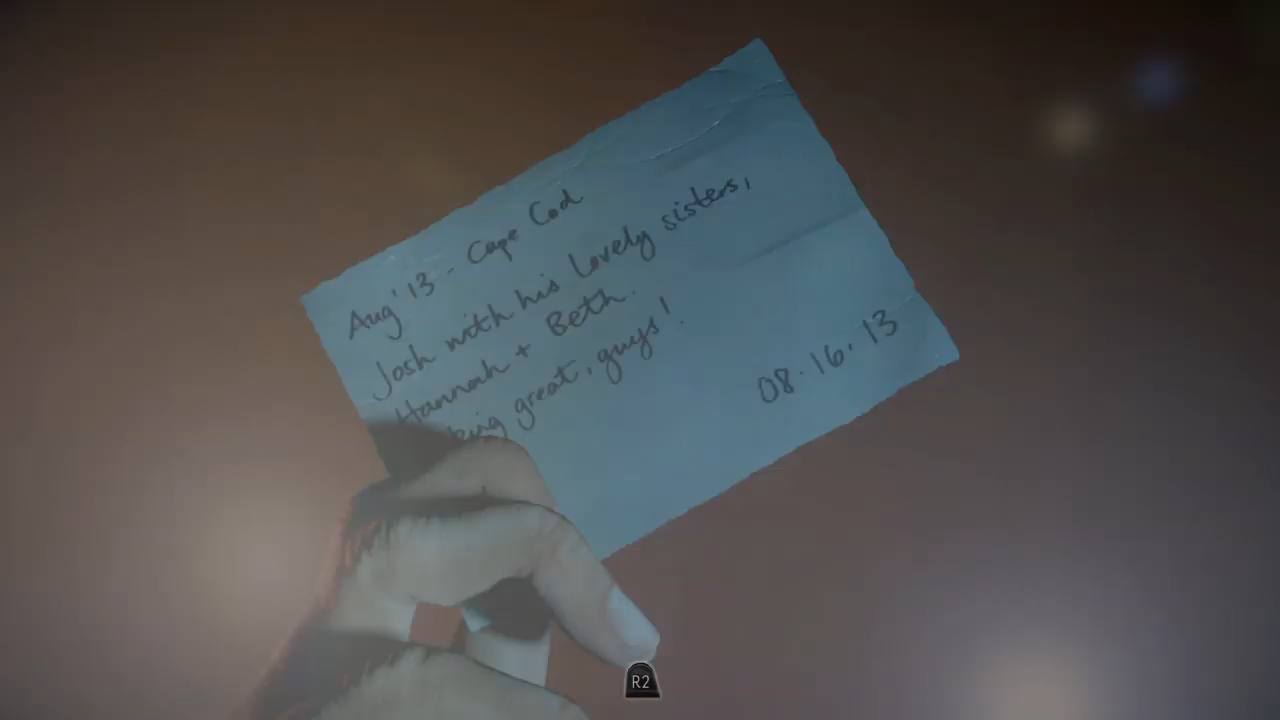 Aug '13 - Cape Cod
Josh with his lovely sisters,
Hannah + Beth.
great, guys!
08.16.13
R2